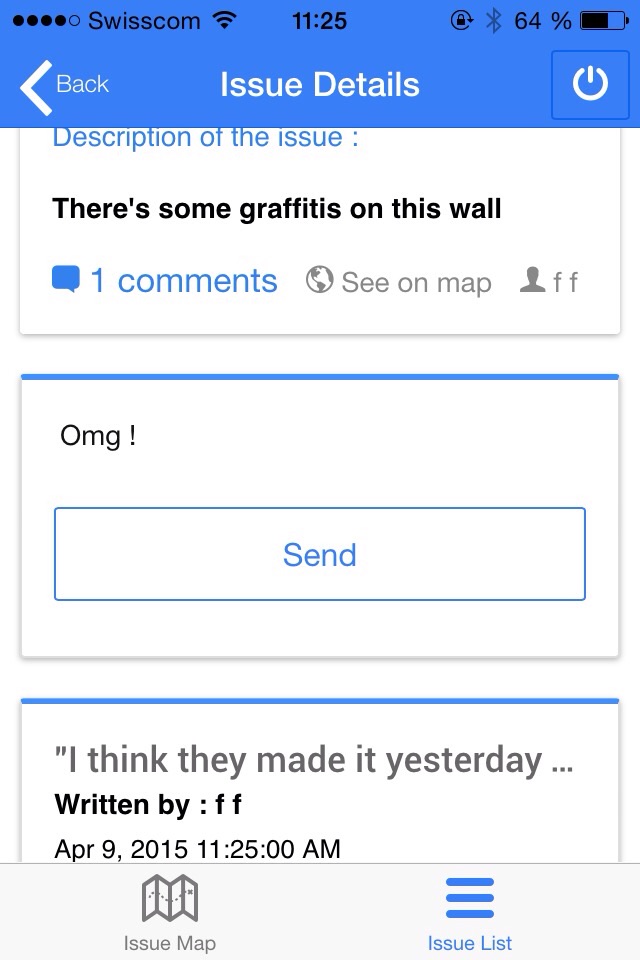 Swisscom 11:25 64 %
Back Issue Details
Description of the issue :
There's some graffitis on this wall
1 comments See on map f f
Omg !
Send
"I think they made it yesterday ...
Written by : f f
Apr 9, 2015 11:25:00 AM
Issue Map Issue List